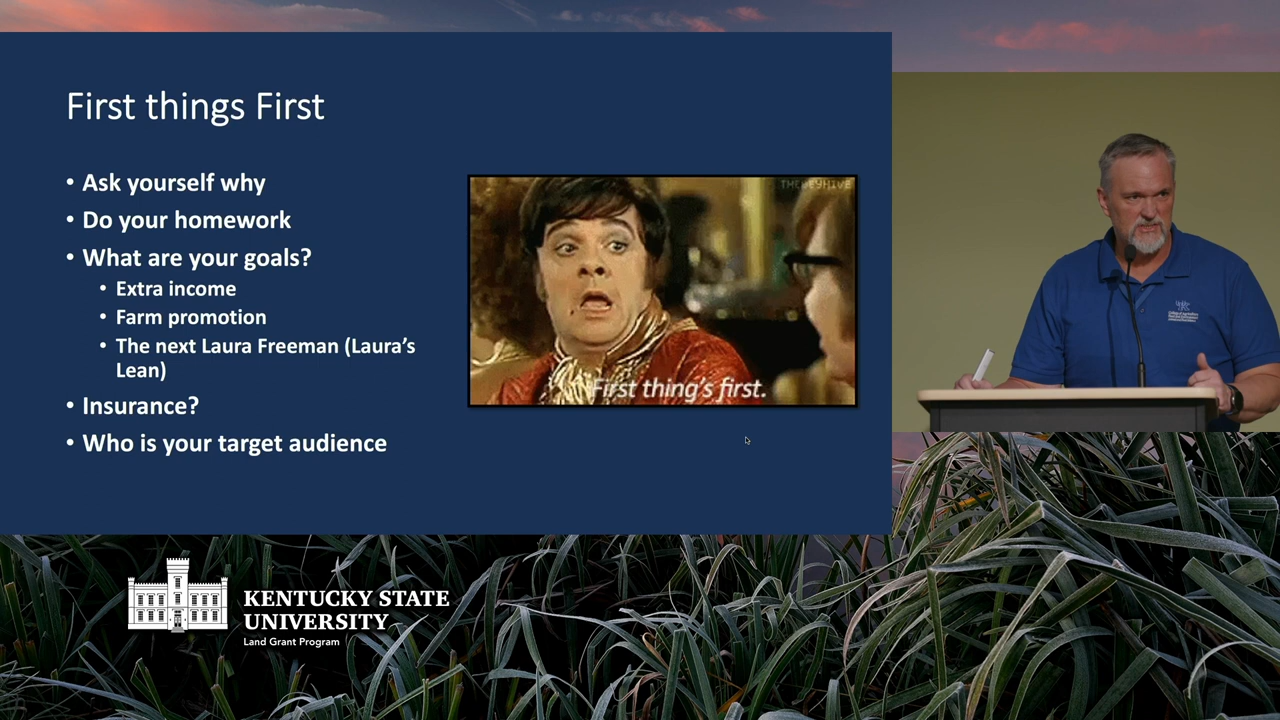 First things First
• Ask yourself why
• Do your homework
• What are your goals?
• Extra income
• Farm promotion
• The next Laura Freeman (Laura's
Lean)
• Insurance?
• Who is your target audience
First thing's first.
KENTUCKY STATE
UNIVERSITY
Land Grant Program